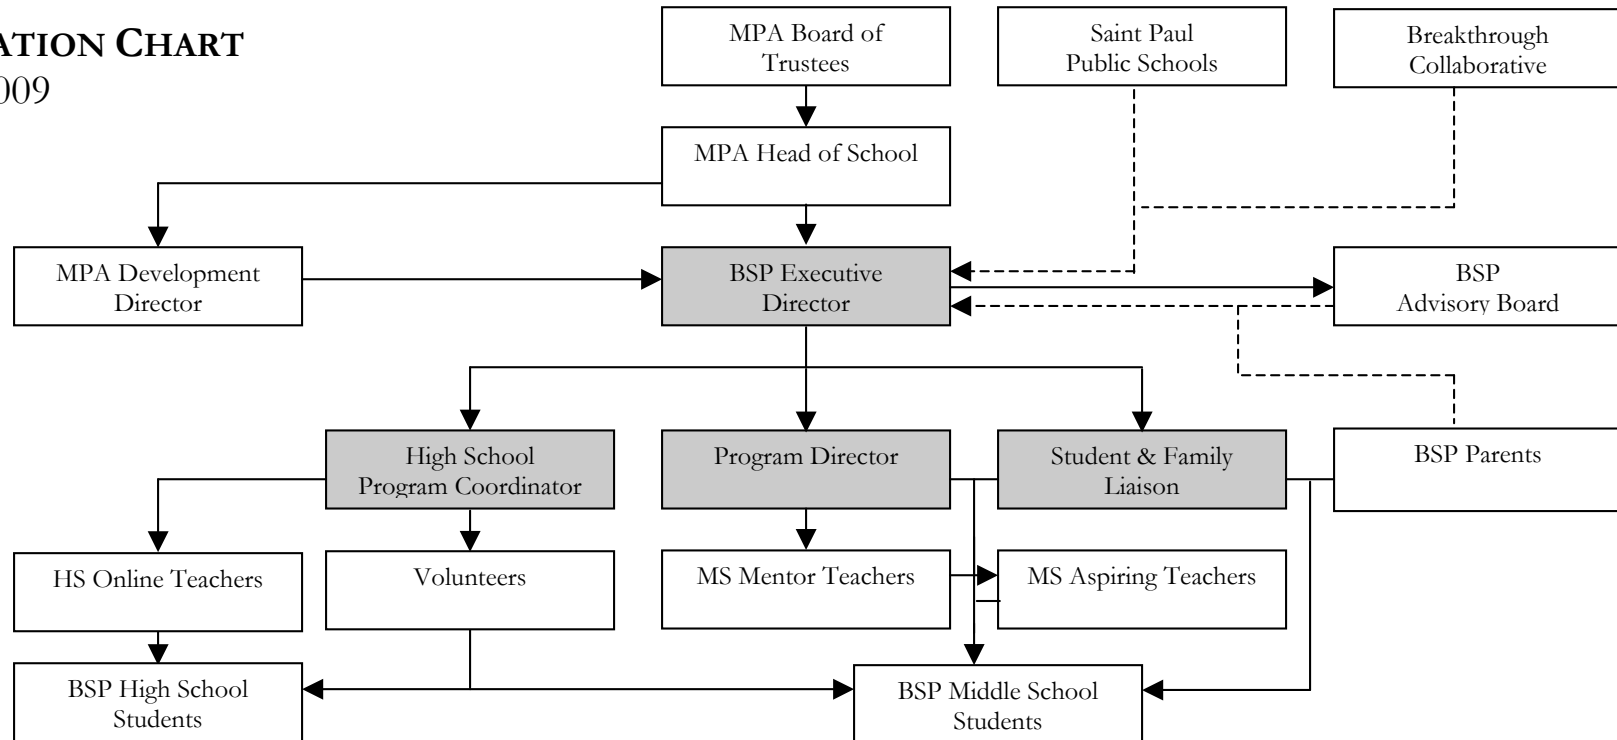 ATION CHART
009
MPA Board of
Trustees
Saint Paul
Public Schools
Breakthrough
Collaborative
MPA Head of School
MPA Development
Director
BSP Executive
Director
BSP
Advisory Board
High School
Program Coordinator
Program Director
Student & Family
Liaison
BSP Parents
HS Online Teachers
Volunteers
MS Mentor Teachers
MS Aspiring Teachers
BSP High School
Students
BSP Middle School
Students